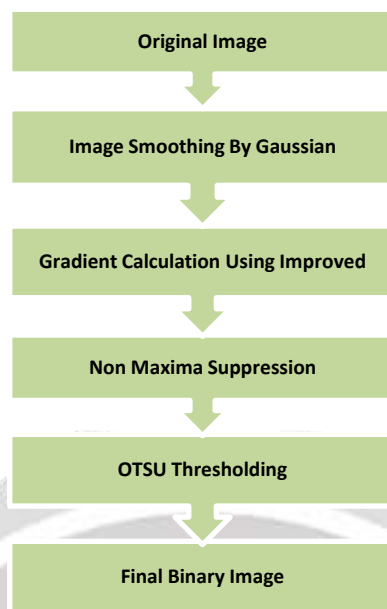 Original Image
Image Smoothing By Gaussian
Gradient Calculation Using Improved
Non Maxima Suppression
OTSU Thresholding
Final Binary Image